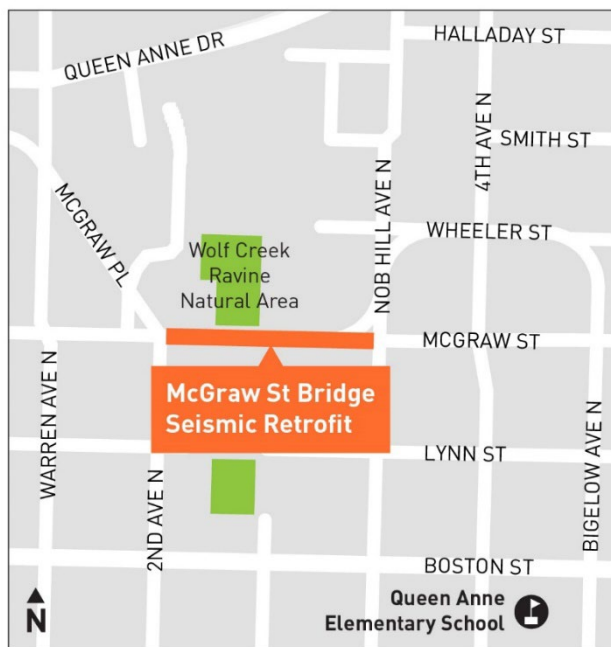 HALLADAY ST
QUEEN ANNE DR
SMITH ST
4TH AVE N
MCGRAW PL
NOB HILL AVE N
WHEELER ST
Wolf Creek
Ravine
Natural Area
MCGRAW ST
McGraw St Bridge
Seismic Retrofit
WARREN AVE N
2ND AVE N
LYNN ST
BIGELOW AVE N
BOSTON ST
N
Queen Anne
Elementary School